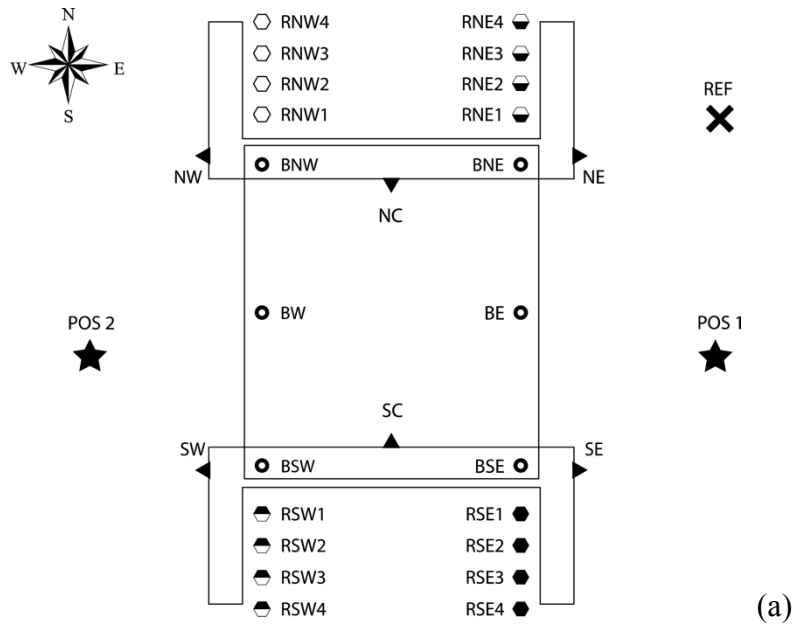 N
W E
S
RNW4 RNE4
RNW3 RNE3
RNW2 RNE2
RNW1 RNE1
REF
NW BNW BNE NE
NC
BW BE
POS 2 POS 1
SC
SW SE
BSW BSE
RSW1 RSE1
RSW2 RSE2
RSW3 RSE3
RSW4 RSE4
(a)